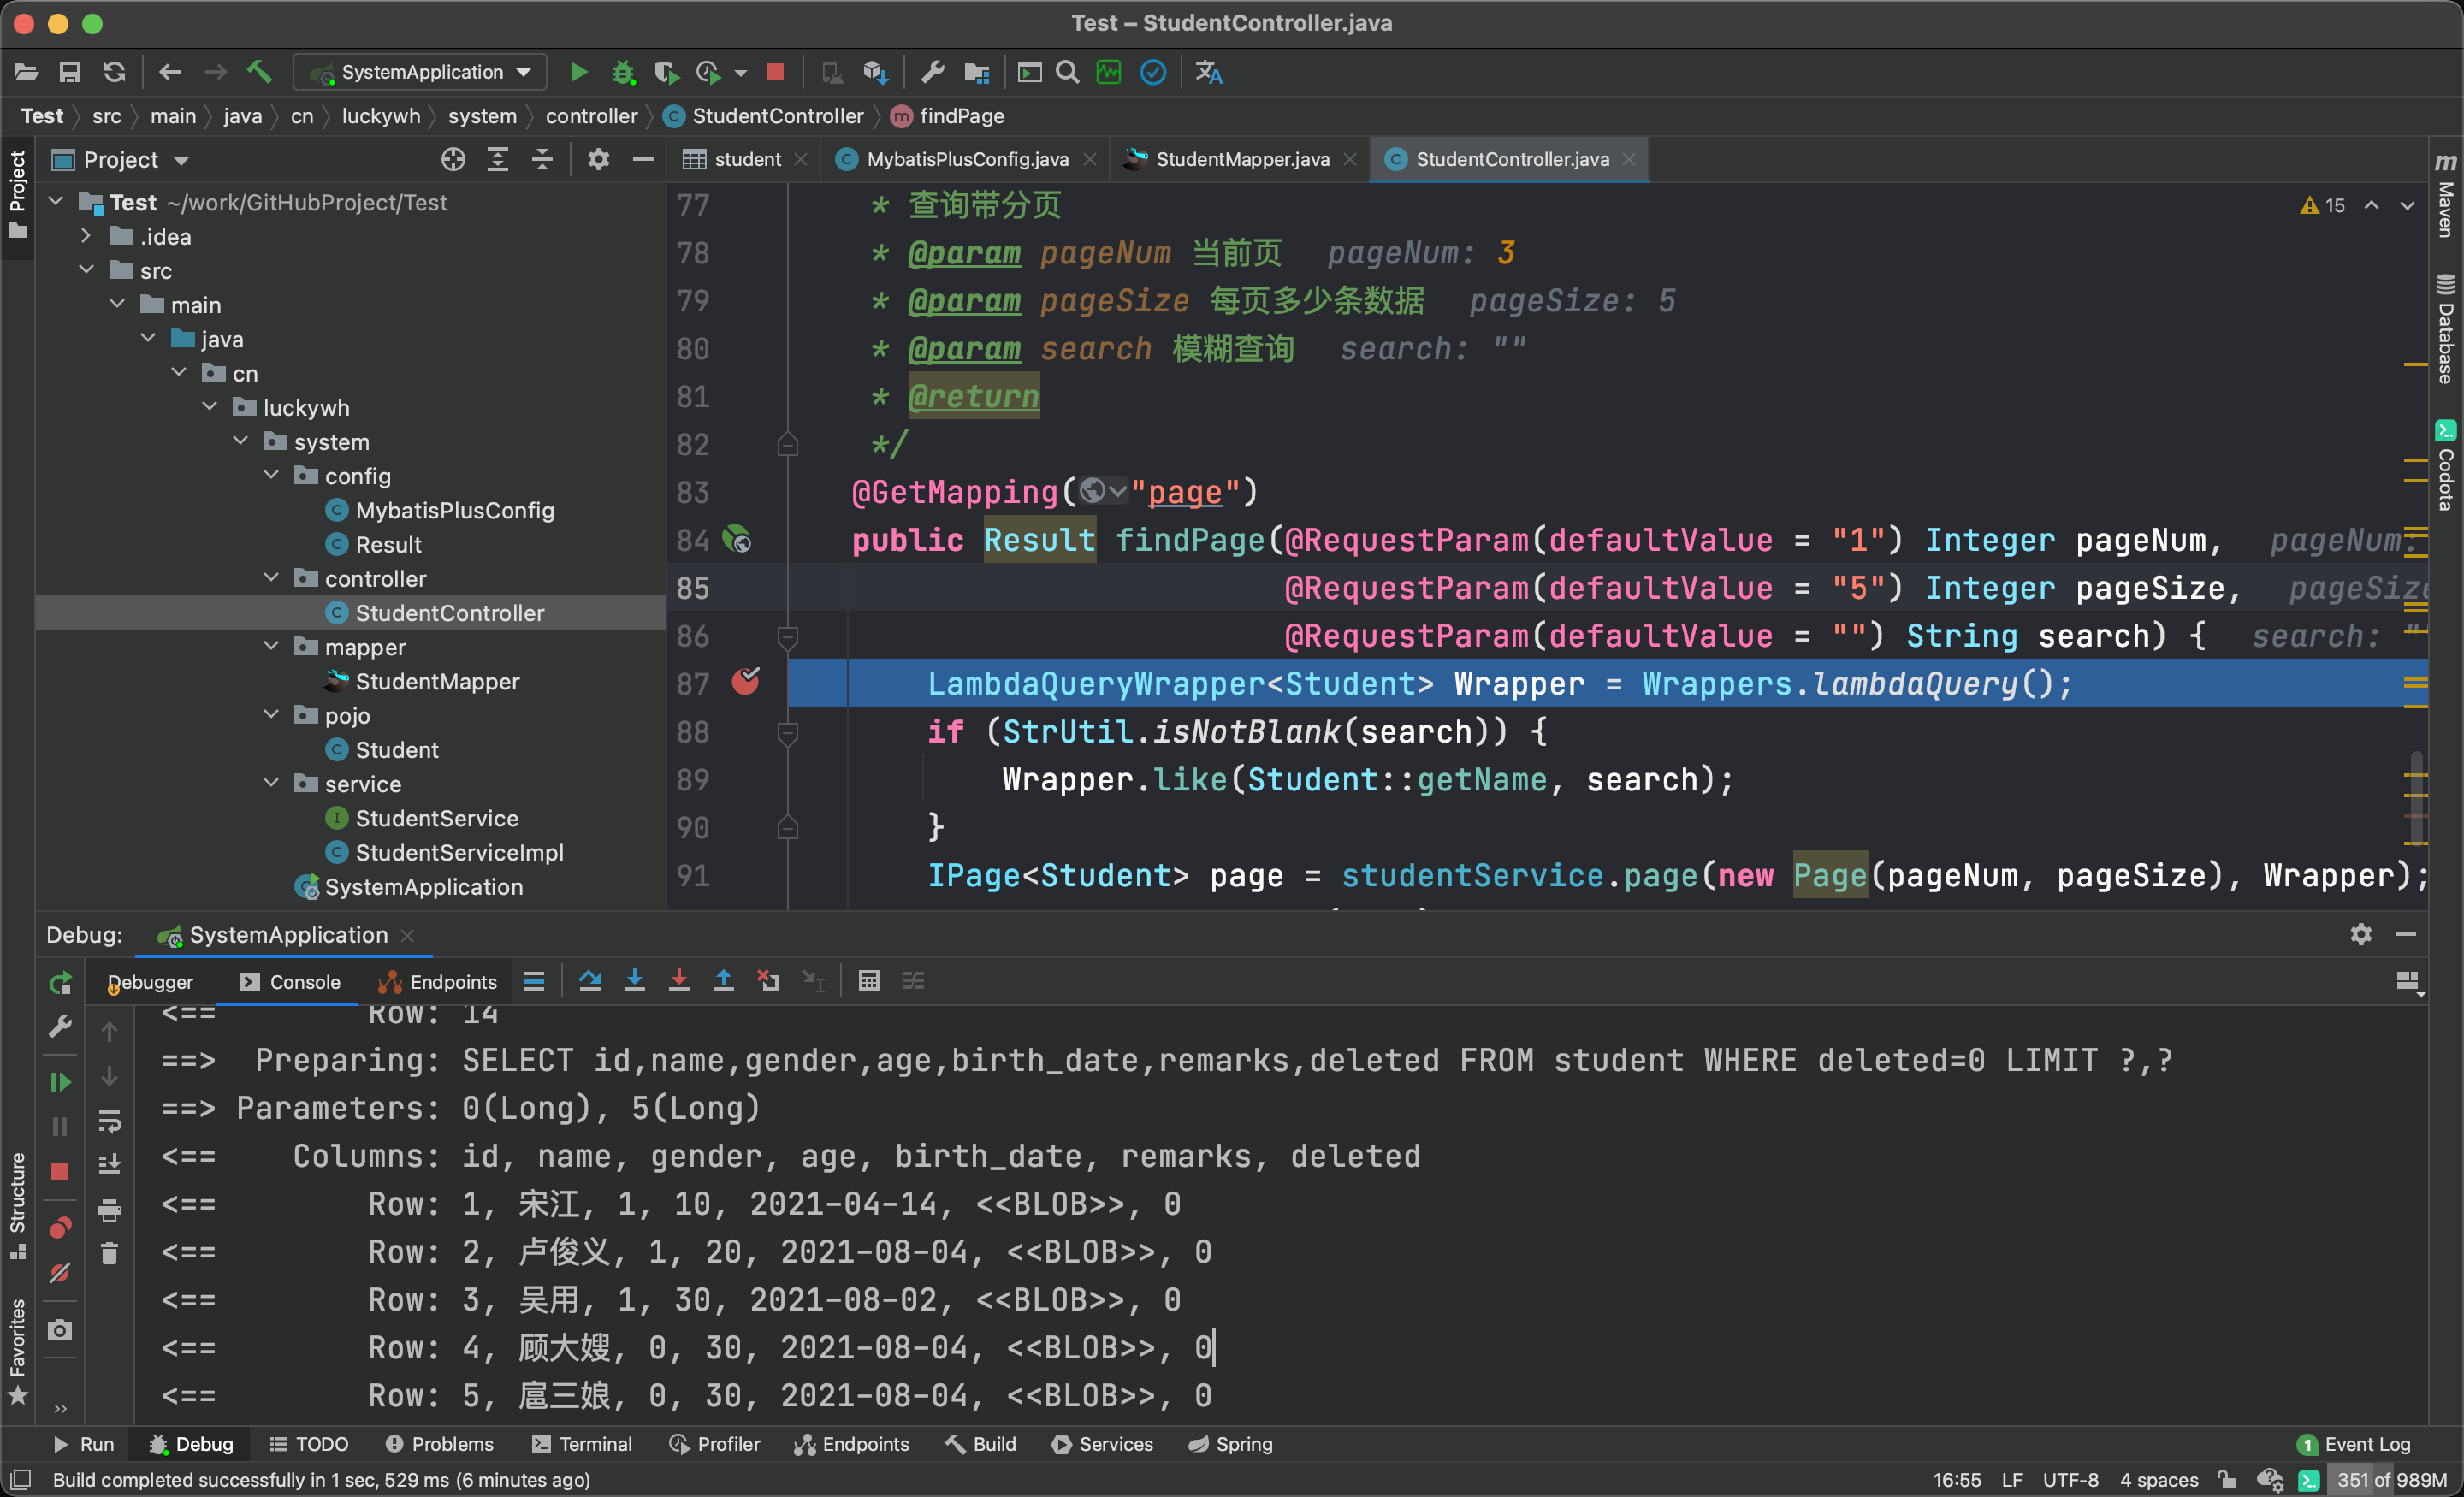 Test – StudentController.java
SystemApplication
Test src main java cn luckywh system controller StudentController findPage
Project
Project
student
MybatisPlusConfig.java
StudentMapper.java
StudentController.java
Test ~/work/GitHubProject/Test
.idea
src
main
java
cn
luckywh
system
config
MybatisPlusConfig
Result
controller
StudentController
mapper
StudentMapper
pojo
Student
service
StudentService
StudentServiceImpl
SystemApplication
15
77 * 查询带分页
78 * @param pageNum 当前页 pageNum: 3
79 * @param pageSize 每页多少条数据 pageSize: 5
80 * @param search 模糊查询 search: ""
81 * @return
82 */
83 @GetMapping("page")
84 public Result findPage(@RequestParam(defaultValue = "1") Integer pageNum, pageNum:
85 @RequestParam(defaultValue = "5") Integer pageSize, pageSize
86 @RequestParam(defaultValue = "") String search) { search: "
87 LambdaQueryWrapper<Student> Wrapper = Wrappers.lambdaQuery();
88 if (StrUtil.isNotBlank(search)) {
89 Wrapper.like(Student::getName, search);
90 }
91 IPage<Student> page = studentService.page(new Page(pageNum, pageSize), Wrapper);
m Maven
Database
Codota
Debug: SystemApplication
Debugger Console Endpoints
<== Row: 14
==> Preparing: SELECT id,name,gender,age,birth_date,remarks,deleted FROM student WHERE deleted=0 LIMIT ?,?
==> Parameters: 0(Long), 5(Long)
<== Columns: id, name, gender, age, birth_date, remarks, deleted
<== Row: 1, 宋江, 1, 10, 2021-04-14, <<BLOB>>, 0
<== Row: 2, 卢俊义, 1, 20, 2021-08-04, <<BLOB>>, 0
<== Row: 3, 吴用, 1, 30, 2021-08-02, <<BLOB>>, 0
<== Row: 4, 顾大嫂, 0, 30, 2021-08-04, <<BLOB>>, 0
<== Row: 5, 扈三娘, 0, 30, 2021-08-04, <<BLOB>>, 0
Structure
Favorites
Run Debug TODO Problems Terminal Profiler Endpoints Build Services Spring
1 Event Log
Build completed successfully in 1 sec, 529 ms (6 minutes ago)
16:55 LF UTF-8 4 spaces 351 of 989M